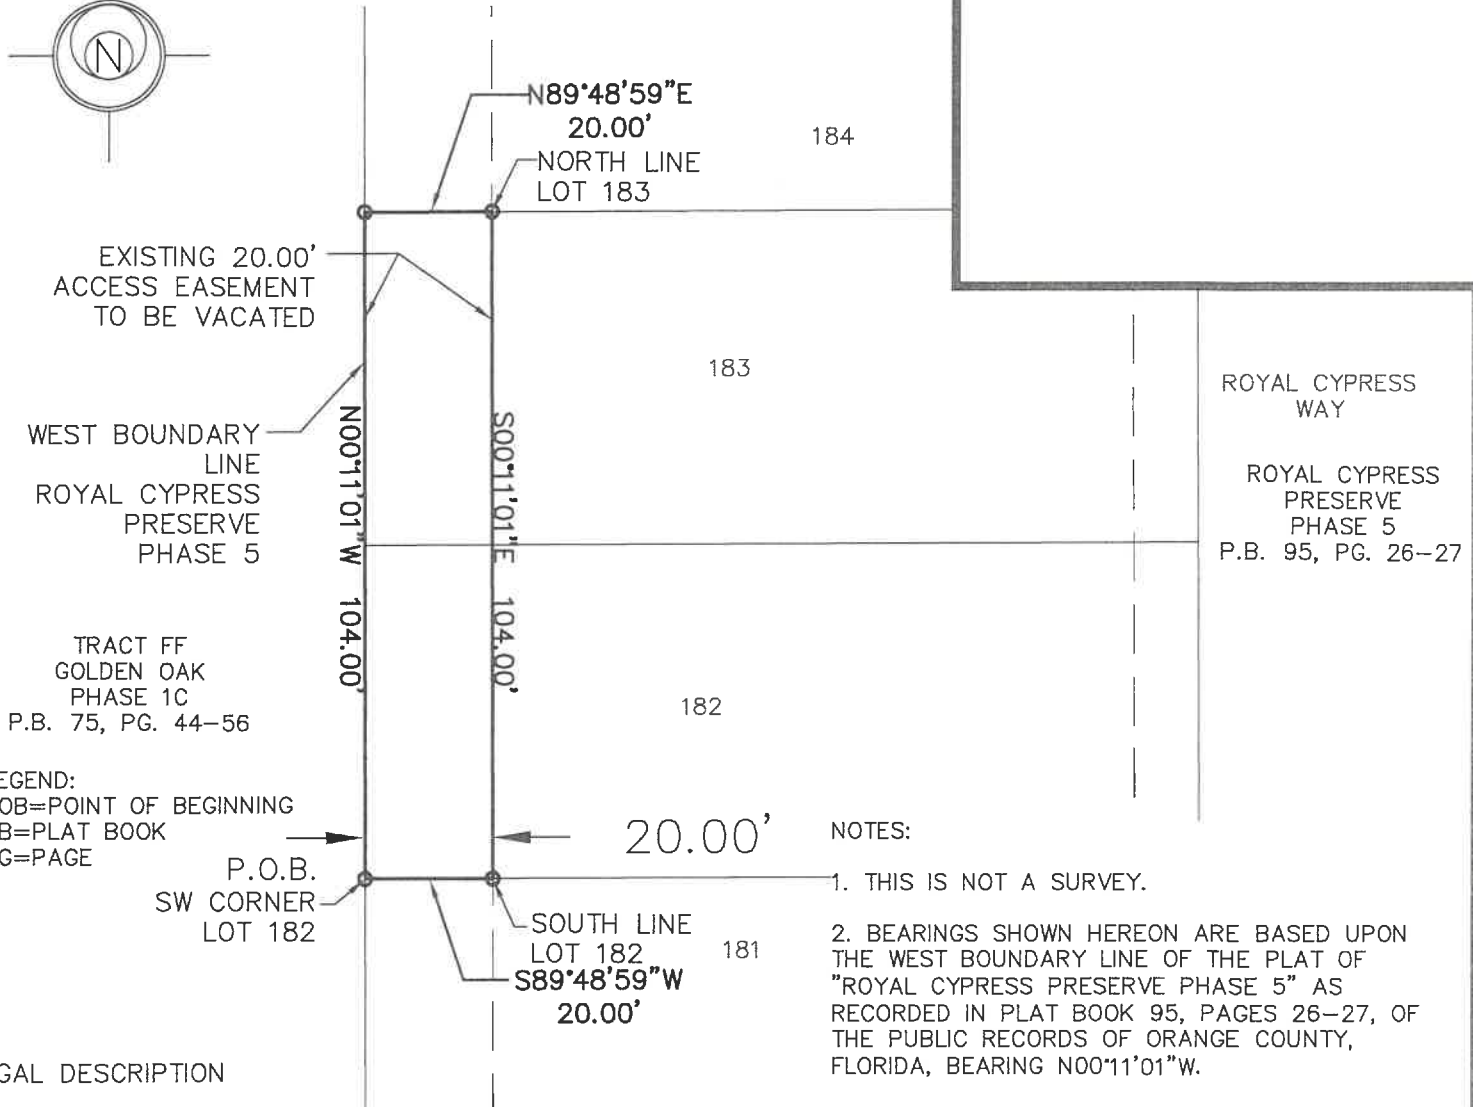 N
N89°48'59"E
20.00'
NORTH LINE
LOT 183
184
EXISTING 20.00'
ACCESS EASEMENT
TO BE VACATED
183
ROYAL CYPRESS
WAY
WEST BOUNDARY
LINE
ROYAL CYPRESS
PRESERVE
PHASE 5
N00°11'01"W 104.00'
S00°11'01"E 104.00'
ROYAL CYPRESS
PRESERVE
PHASE 5
P.B. 95, PG. 26-27
TRACT FF
GOLDEN OAK
PHASE 1C
P.B. 75, PG. 44-56
182
EGEND:
OB=POINT OF BEGINNING
B=PLAT BOOK
G=PAGE
20.00'
P.O.B.
SW CORNER
LOT 182
SOUTH LINE
LOT 182
181
S89°48'59"W
20.00'
NOTES:
1. THIS IS NOT A SURVEY.
2. BEARINGS SHOWN HEREON ARE BASED UPON
THE WEST BOUNDARY LINE OF THE PLAT OF
"ROYAL CYPRESS PRESERVE PHASE 5" AS
RECORDED IN PLAT BOOK 95, PAGES 26-27, OF
THE PUBLIC RECORDS OF ORANGE COUNTY,
FLORIDA, BEARING N00°11'01"W.
GAL DESCRIPTION